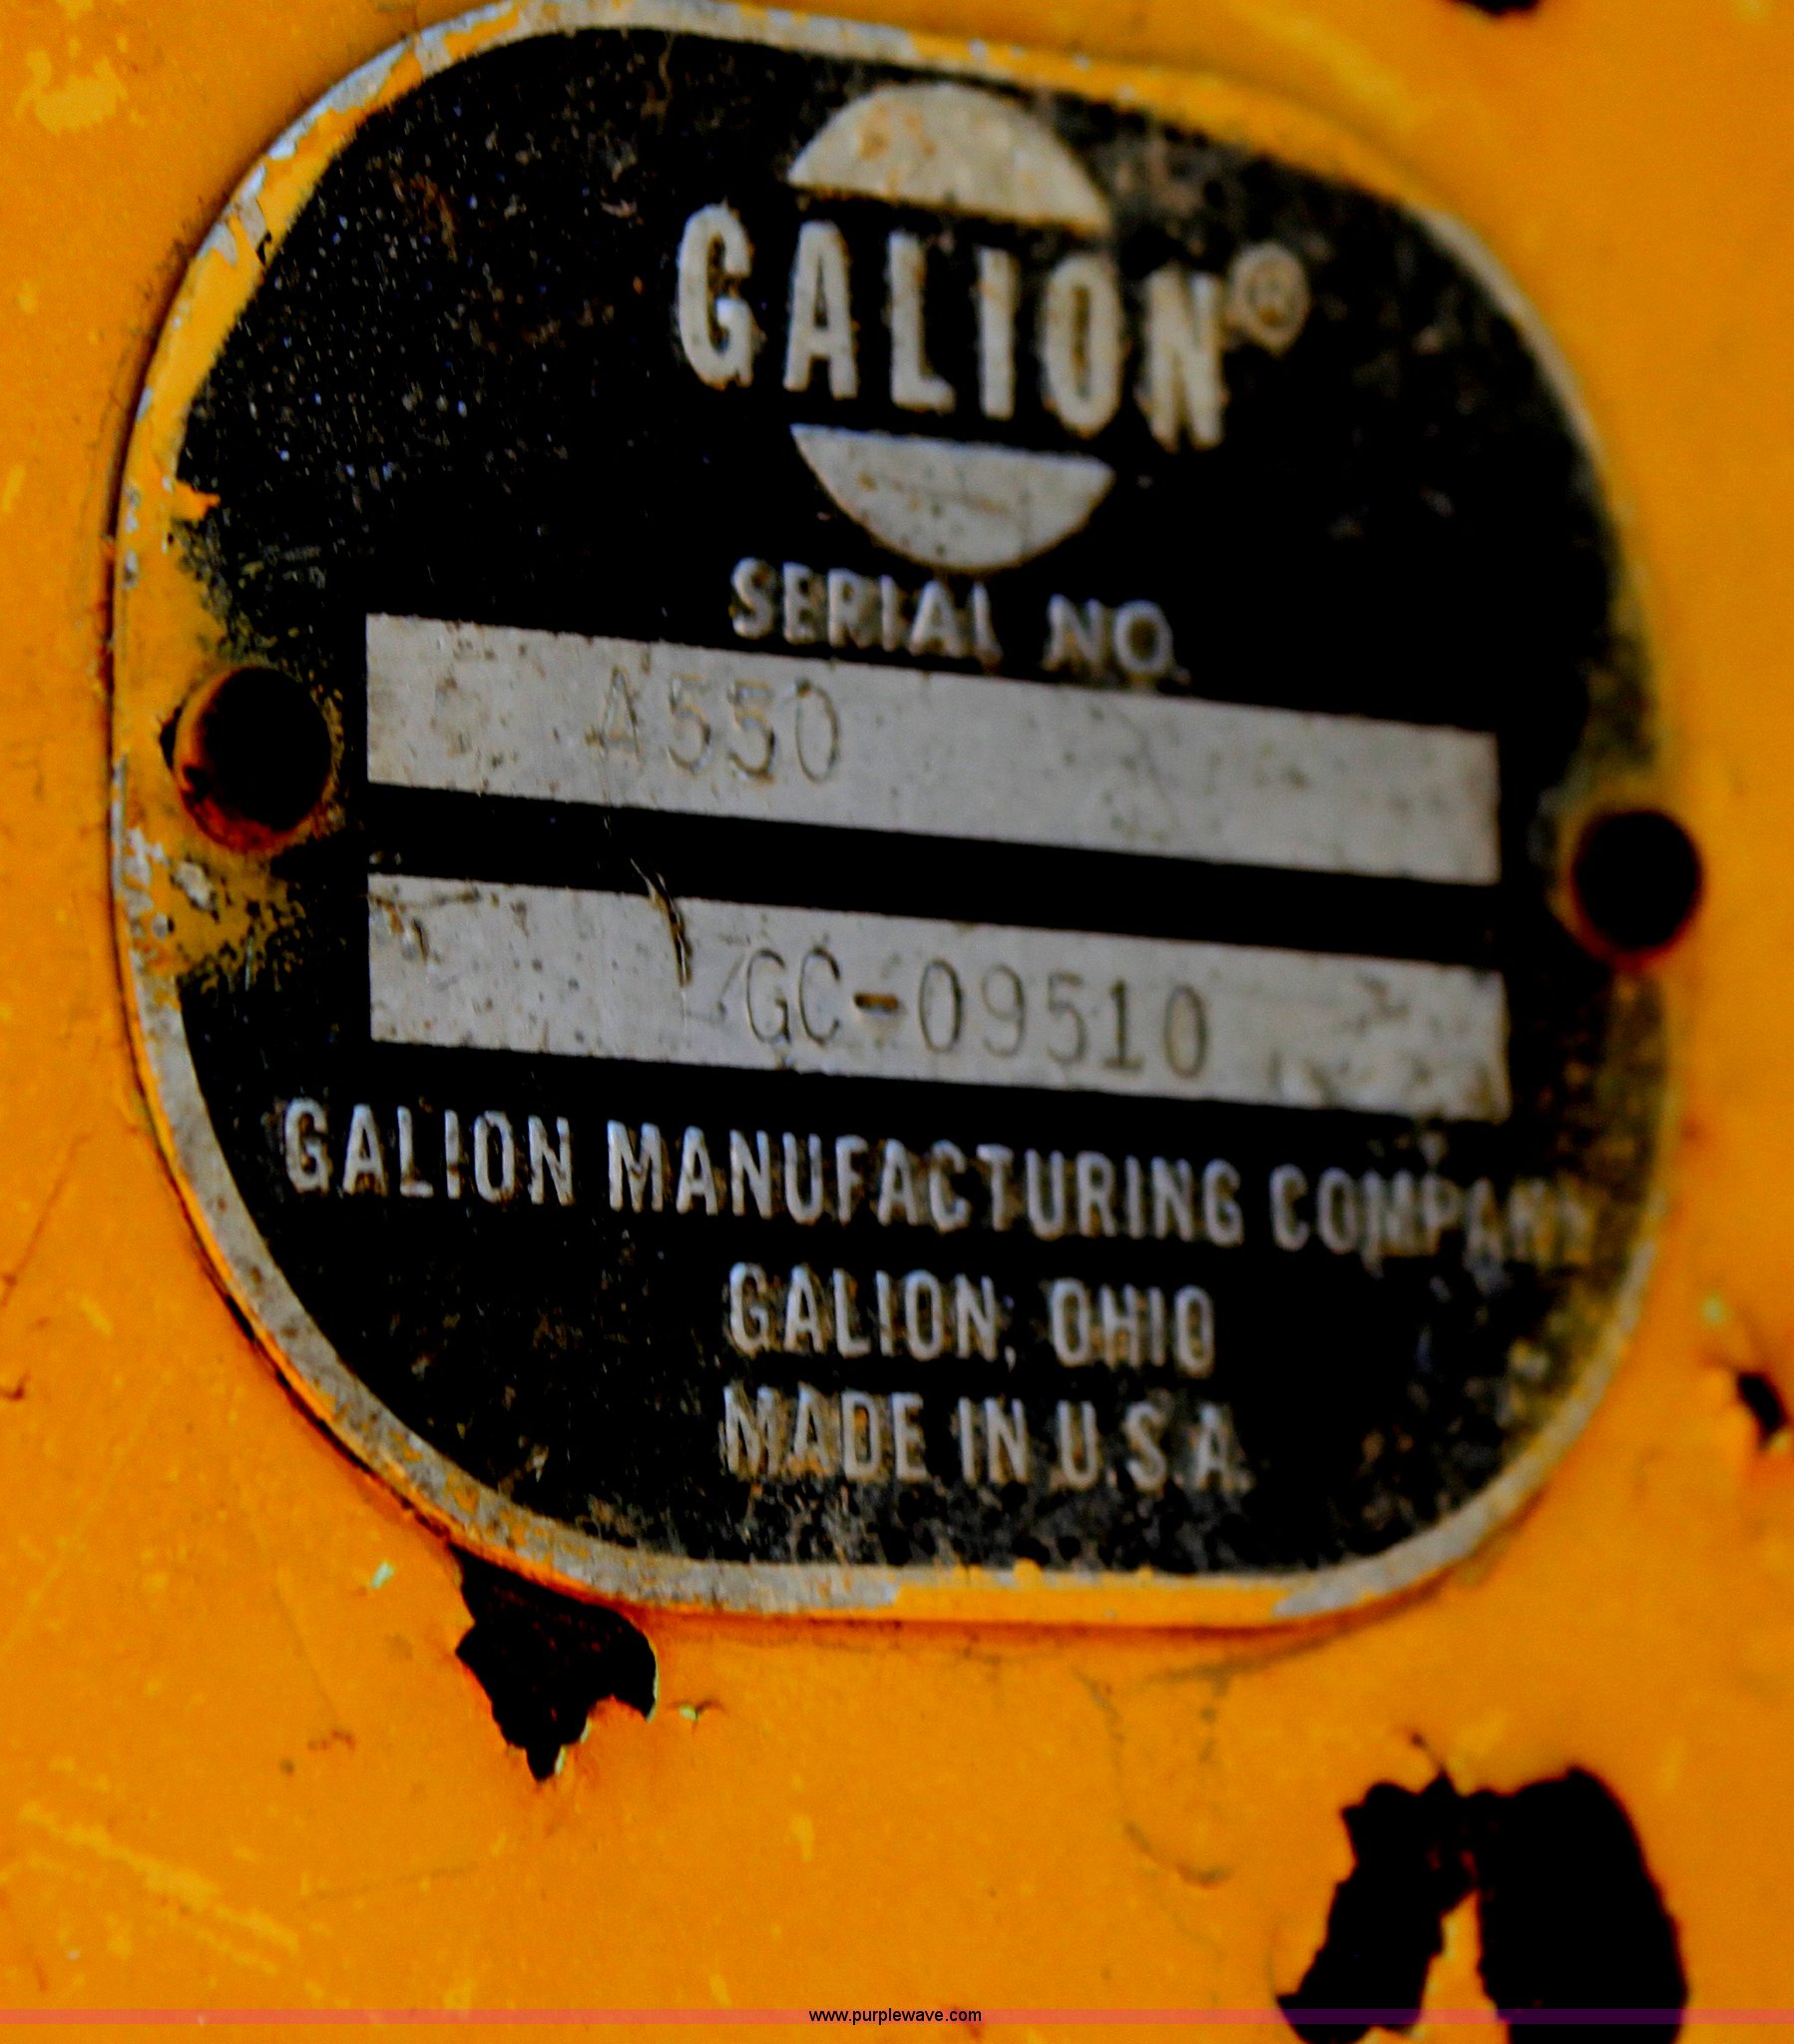 GALION®
SERIAL NO.
A550
GC-09510
GALION MANUFACTURING COMPANY
GALION, OHIO
MADE IN U.S.A.
www.purplewave.com